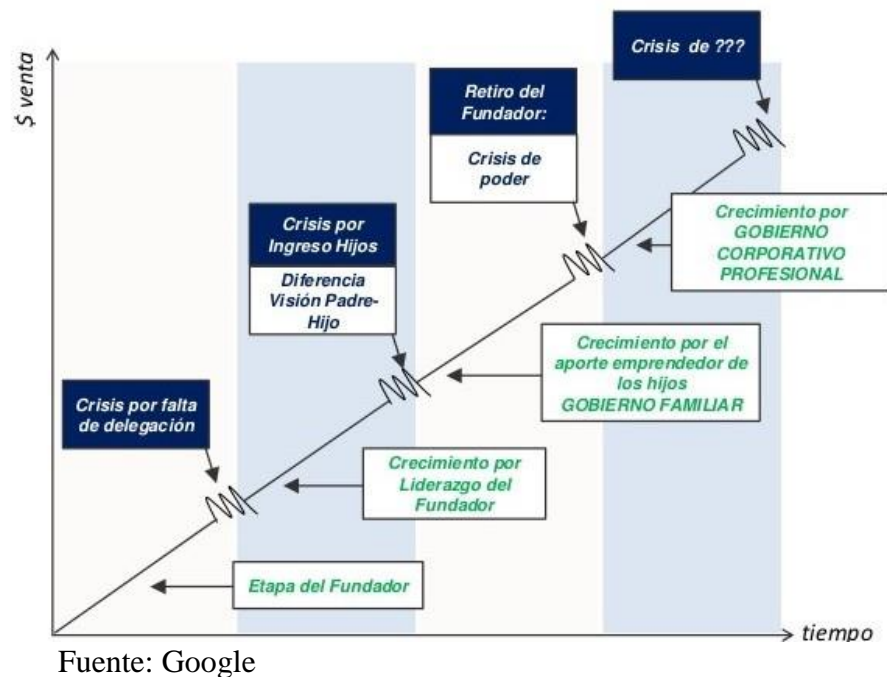 Crisis de ???
$ venta
Retiro del
Fundador:
Crisis de
poder
Crecimiento por
GOBIERNO
CORPORATIVO
PROFESIONAL
Crisis por
Ingreso Hijos
Diferencia
Visión Padre-
Hijo
Crecimiento por el
aporte emprendedor de
los hijos
GOBIERNO FAMILIAR
Crisis por falta
de delegación
Crecimiento por
Liderazgo del
Fundador
Etapa del Fundador
tiempo
Fuente: Google